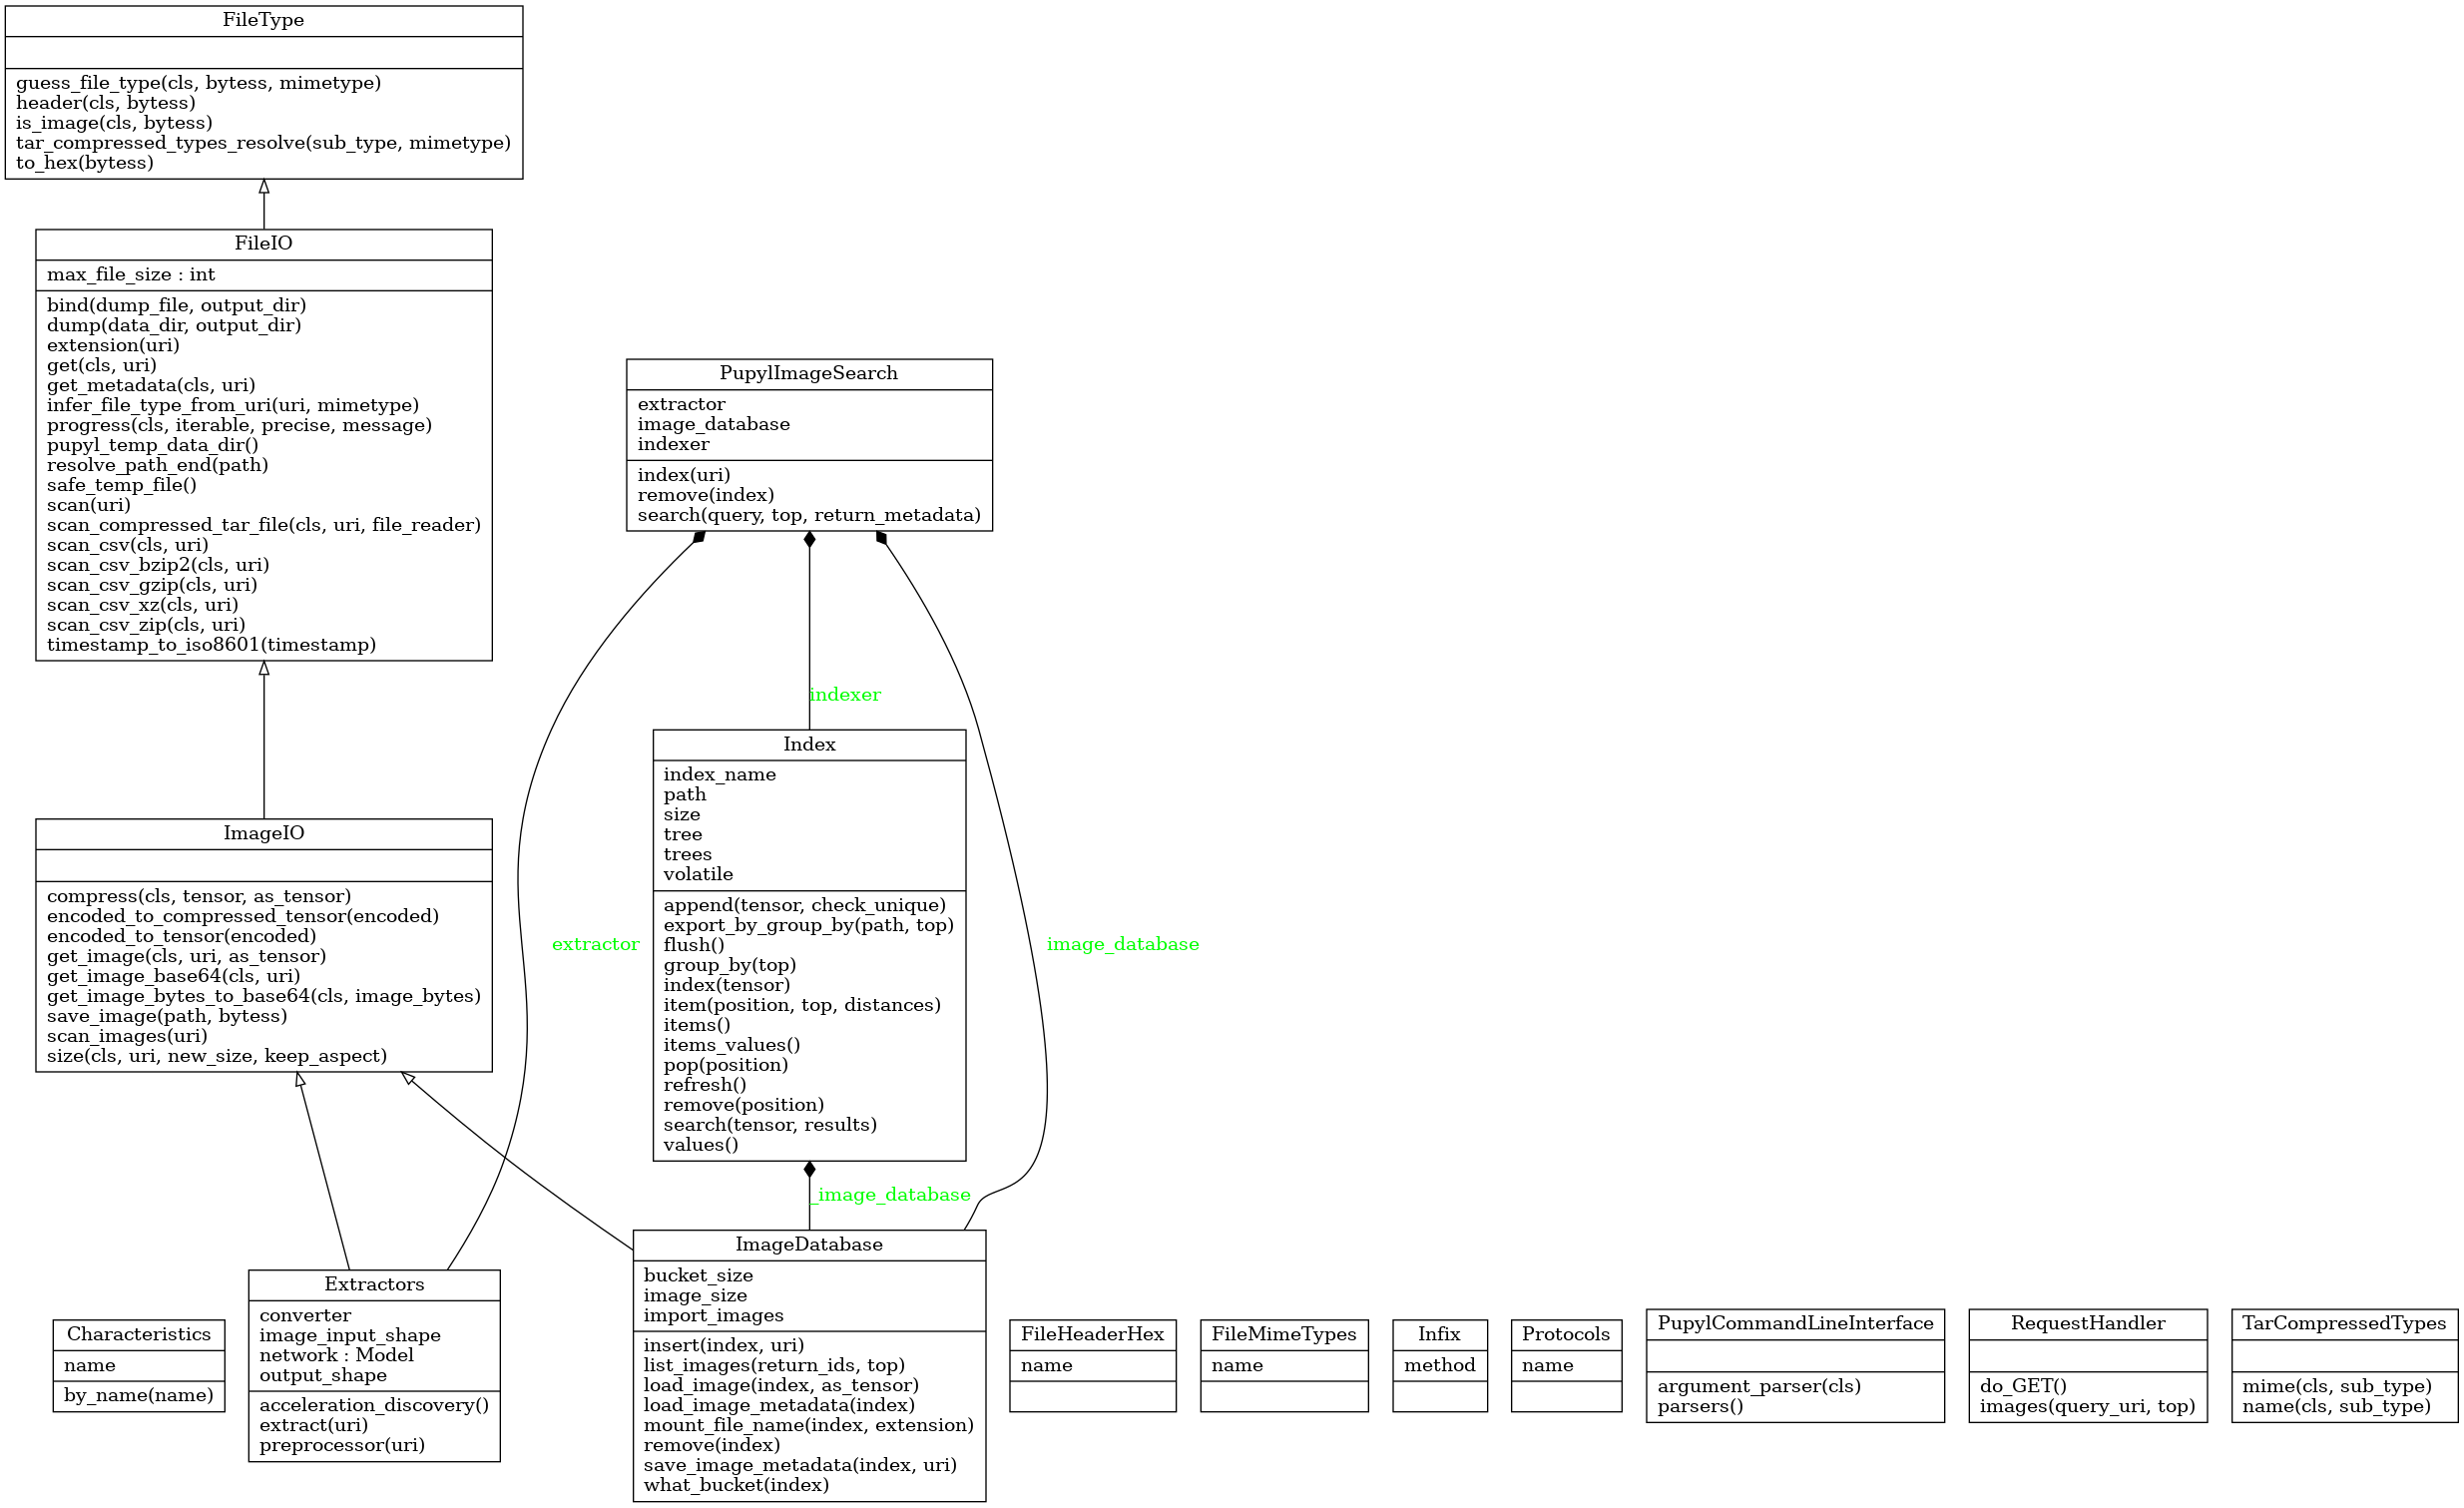 FileType
guess_file_type(cls, bytess, mimetype)
header(cls, bytess)
is_image(cls, bytess)
tar_compressed_types_resolve(sub_type, mimetype)
to_hex(bytess)
FileIO
max_file_size : int
bind(dump_file, output_dir)
dump(data_dir, output_dir)
extension(uri)
get(cls, uri)
get_metadata(cls, uri)
infer_file_type_from_uri(uri, mimetype)
progress(cls, iterable, precise, message)
pupyl_temp_data_dir()
resolve_path_end(path)
safe_temp_file()
scan(uri)
scan_compressed_tar_file(cls, uri, file_reader)
scan_csv(cls, uri)
scan_csv_bzip2(cls, uri)
scan_csv_gzip(cls, uri)
scan_csv_xz(cls, uri)
scan_csv_zip(cls, uri)
timestamp_to_iso8601(timestamp)
PupylImageSearch
extractor
image_database
indexer
index(uri)
remove(index)
search(query, top, return_metadata)
indexer
ImageIO
compress(cls, tensor, as_tensor)
encoded_to_compressed_tensor(encoded)
encoded_to_tensor(encoded)
get_image(cls, uri, as_tensor)
get_image_base64(cls, uri)
get_image_bytes_to_base64(cls, image_bytes)
save_image(path, bytess)
scan_images(uri)
size(cls, uri, new_size, keep_aspect)
extractor
Index
index_name
path
size
tree
trees
volatile
append(tensor, check_unique)
export_by_group_by(path, top)
flush()
group_by(top)
index(tensor)
item(position, top, distances)
items()
items_values()
pop(position)
refresh()
remove(position)
search(tensor, results)
values()
image_database
_image_database
Characteristics
name
by_name(name)
Extractors
converter
image_input_shape
network : Model
output_shape
acceleration_discovery()
extract(uri)
preprocessor(uri)
ImageDatabase
bucket_size
image_size
import_images
insert(index, uri)
list_images(return_ids, top)
load_image(index, as_tensor)
load_image_metadata(index)
mount_file_name(index, extension)
remove(index)
save_image_metadata(index, uri)
what_bucket(index)
FileHeaderHex
name
FileMimeTypes
name
Infix
method
Protocols
name
PupylCommandLineInterface
argument_parser(cls)
parsers()
RequestHandler
do_GET()
images(query_uri, top)
TarCompressedTypes
mime(cls, sub_type)
name(cls, sub_type)